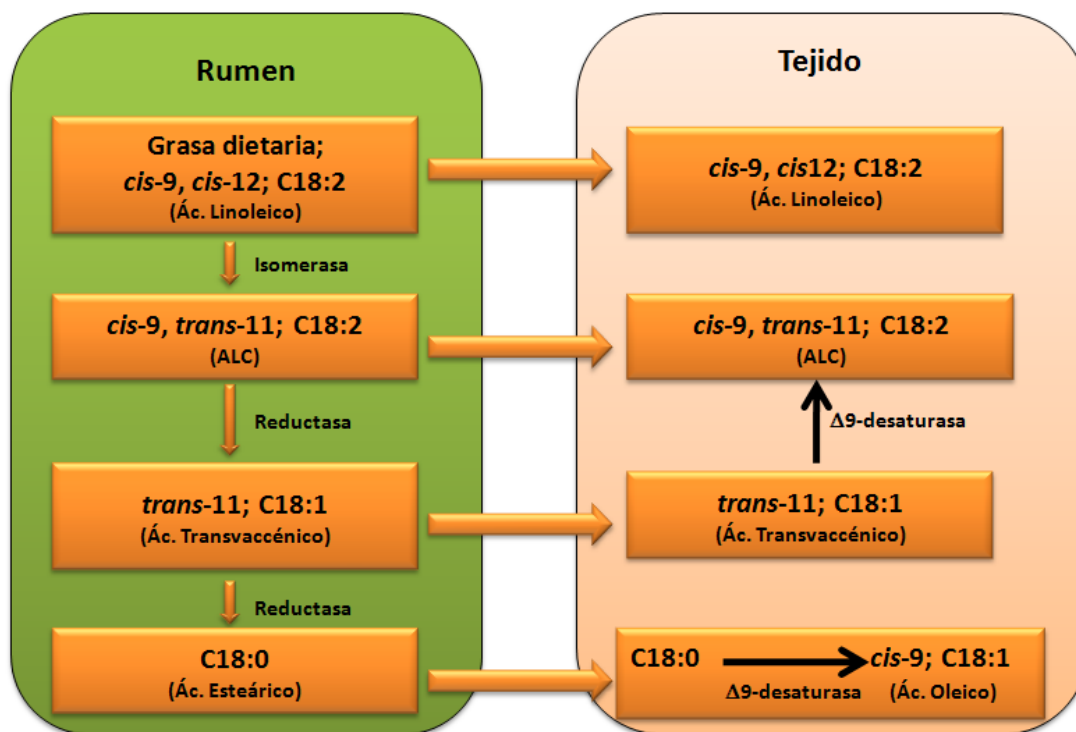 Rumen
Grasa dietaria;
cis-9, cis-12; C18:2
(Ác. Linoleico)
Isomerasa
cis-9, trans-11; C18:2
(ALC)
Reductasa
trans-11; C18:1
(Ác. Transvaccénico)
Reductasa
C18:0
(Ác. Esteárico)
Tejido
cis-9, cis12; C18:2
(Ác. Linoleico)
cis-9, trans-11; C18:2
(ALC)
Δ9-desaturasa
trans-11; C18:1
(Ác. Transvaccénico)
C18:0 cis-9; C18:1
Δ9-desaturasa (Ác. Oleico)